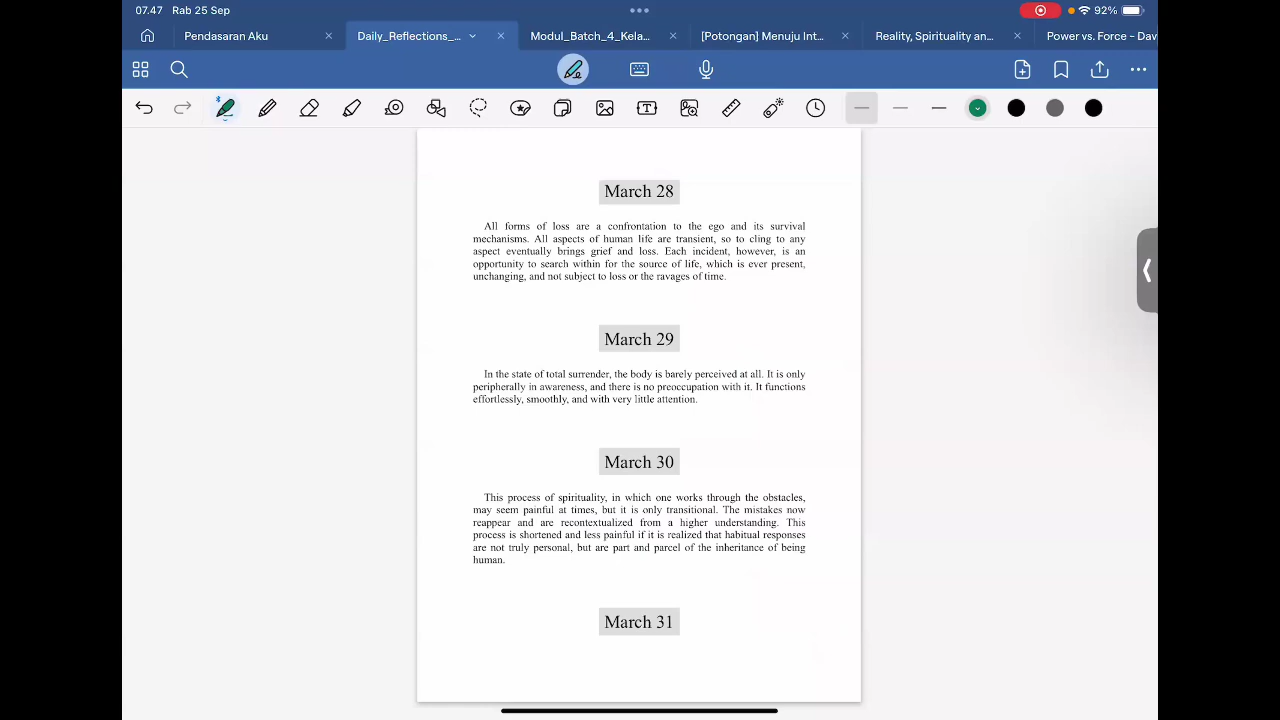 07.47 Rab 25 Sep
92%
Pendasaran Aku
Daily_Reflections_...
Modul_Batch_4_Kela...
[Potongan] Menuju Int...
Reality, Spirituality an...
Power vs. Force ~ Dav
March 28
All forms of loss are a confrontation to the ego and its survival
mechanisms. All aspects of human life are transient, so to cling to any
aspect eventually brings grief and loss. Each incident, however, is an
opportunity to search within for the source of life, which is ever present,
unchanging, and not subject to loss or the ravages of time.
March 29
In the state of total surrender, the body is barely perceived at all. It is only
peripherally in awareness, and there is no preoccupation with it. It functions
effortlessly, smoothly, and with very little attention.
March 30
This process of spirituality, in which one works through the obstacles,
may seem painful at times, but it is only transitional. The mistakes now
reappear and are recontextualized from a higher understanding. This
process is shortened and less painful if it is realized that habitual responses
are not truly personal, but are part and parcel of the inheritance of being
human.
March 31